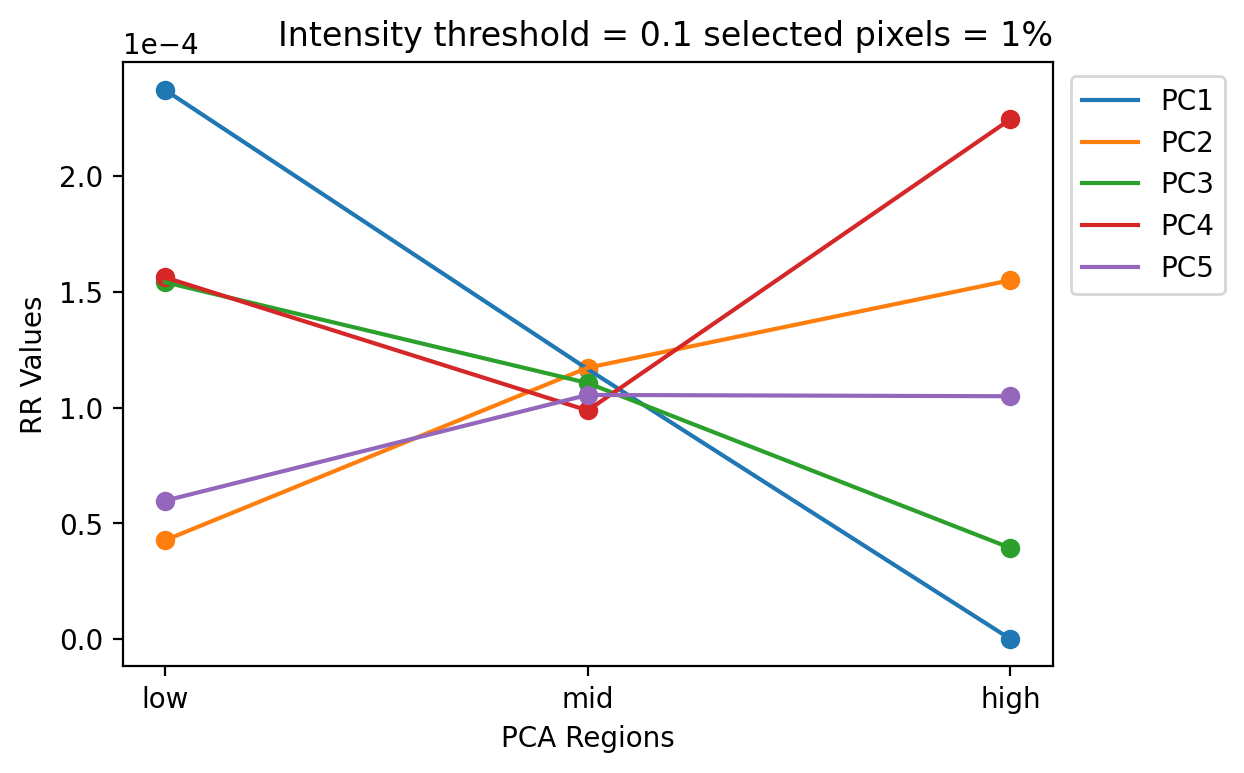 Intensity threshold = 0.1 selected pixels = 1%
1e−4
2.0
1.5
1.0
0.5
0.0
RR Values
low mid high
PCA Regions
PC1
PC2
PC3
PC4
PC5